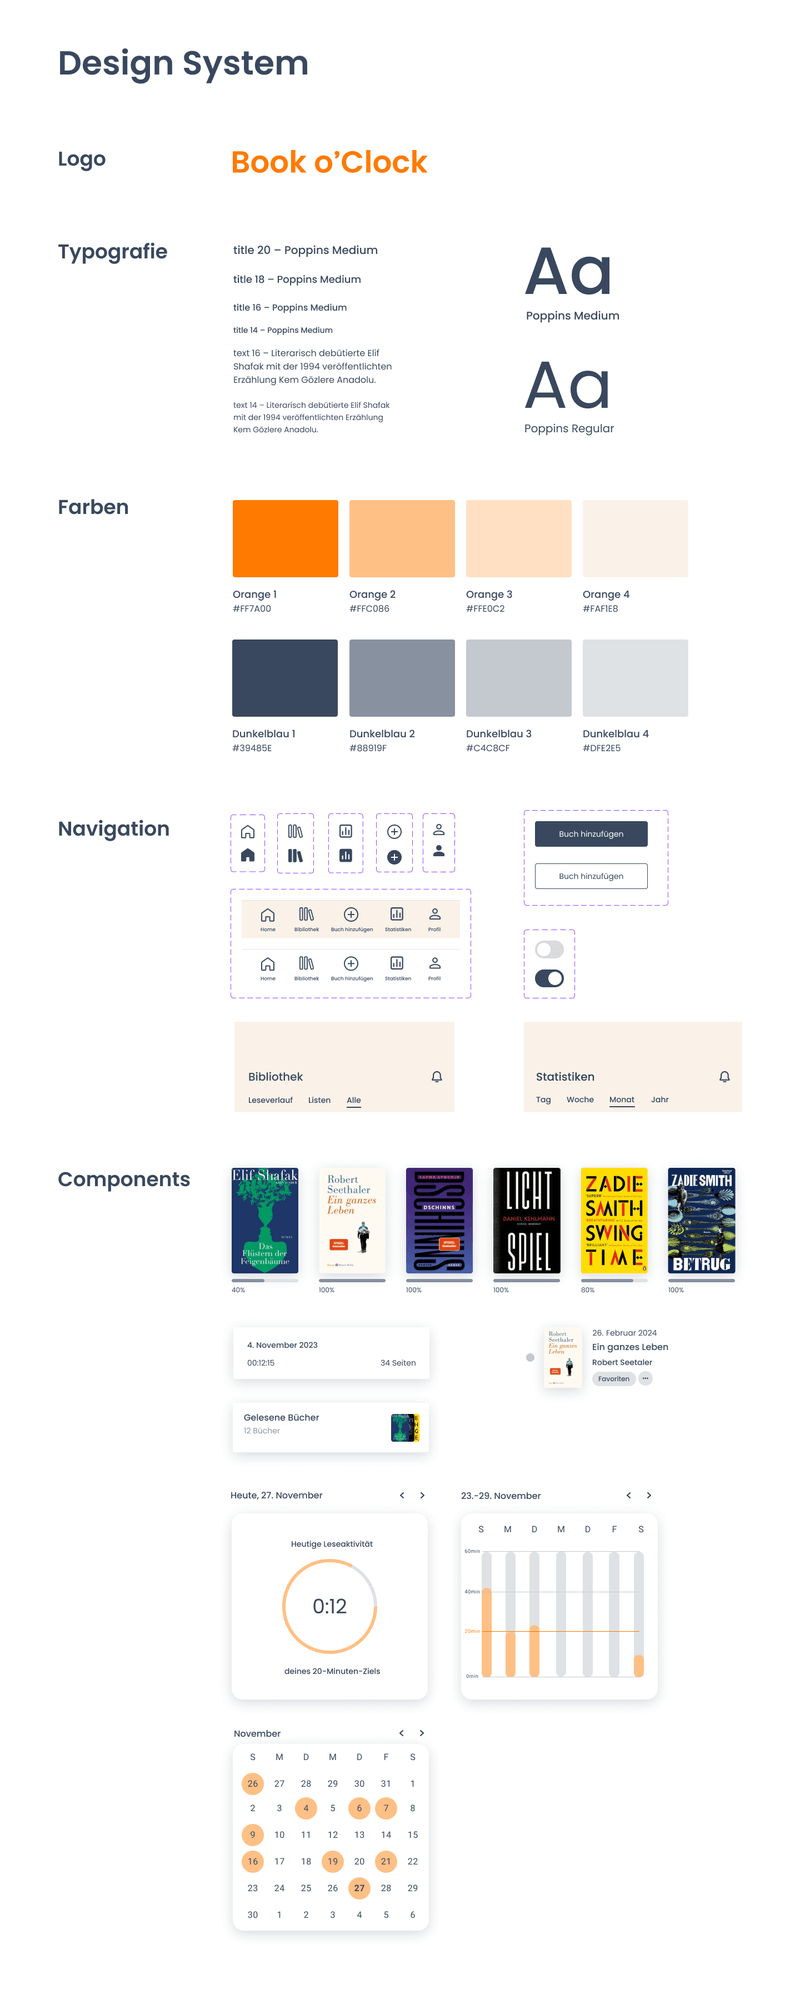 Design System
Logo
Book o’Clock
Typografie
title 20 – Poppins Medium
title 18 – Poppins Medium
title 16 – Poppins Medium
title 14 – Poppins Medium
text 16 – Literarisch debütierte Elif
Shafak mit der 1994 veröffentlichten
Erzählung Kem Gözlere Anadolu.
text 14 – Literarisch debütierte Elif Shafak
mit der 1994 veröffentlichten Erzählung
Kem Gözlere Anadolu.
Aa
Poppins Medium
Aa
Poppins Regular
Farben
Orange 1
#FF7A00
Orange 2
#FFC086
Orange 3
#FFE0C2
Orange 4
#FAF1E8
Dunkelblau 1
#39485E
Dunkelblau 2
#88919F
Dunkelblau 3
#C4C8CF
Dunkelblau 4
#DFE2E5
Navigation
Buch hinzufügen
Buch hinzufügen
Home Bibliothek Buch hinzufügen Statistiken Profil
Home Bibliothek Buch hinzufügen Statistiken Profil
Bibliothek
Leseverlauf Listen Alle
Statistiken
Tag Woche Monat Jahr
Components
Elif Shafak
ROMAN
Das
Flüstern der
Feigenbäume
40%
Robert
Seethaler
Ein ganzes
Leben
100%
FATMA AYDEMIR
DSCHINNS
100%
LICHT
DANIEL KEHLMANN
SPIEL
100%
ZADIE
SMITH
SWING
TIME
80%
ZADIE SMITH
BETRUG
100%
4. November 2023
00:12:15 34 Seiten
Robert
Seethaler
Ein ganzes
Leben
26. Februar 2024
Ein ganzes Leben
Robert Seetaler
Favoriten
Gelesene Bücher
12 Bücher
Heute, 27. November
Heutige Leseaktivität
0:12
deines 20-Minuten-Ziels
23.-29. November
S M D M D F S
60min
40min
20min
0min
November
S M D M D F S
26 27 28 29 30 31 1
2 3 4 5 6 7 8
9 10 11 12 13 14 15
16 17 18 19 20 21 22
23 24 25 26 27 28 29
30 1 2 3 4 5 6